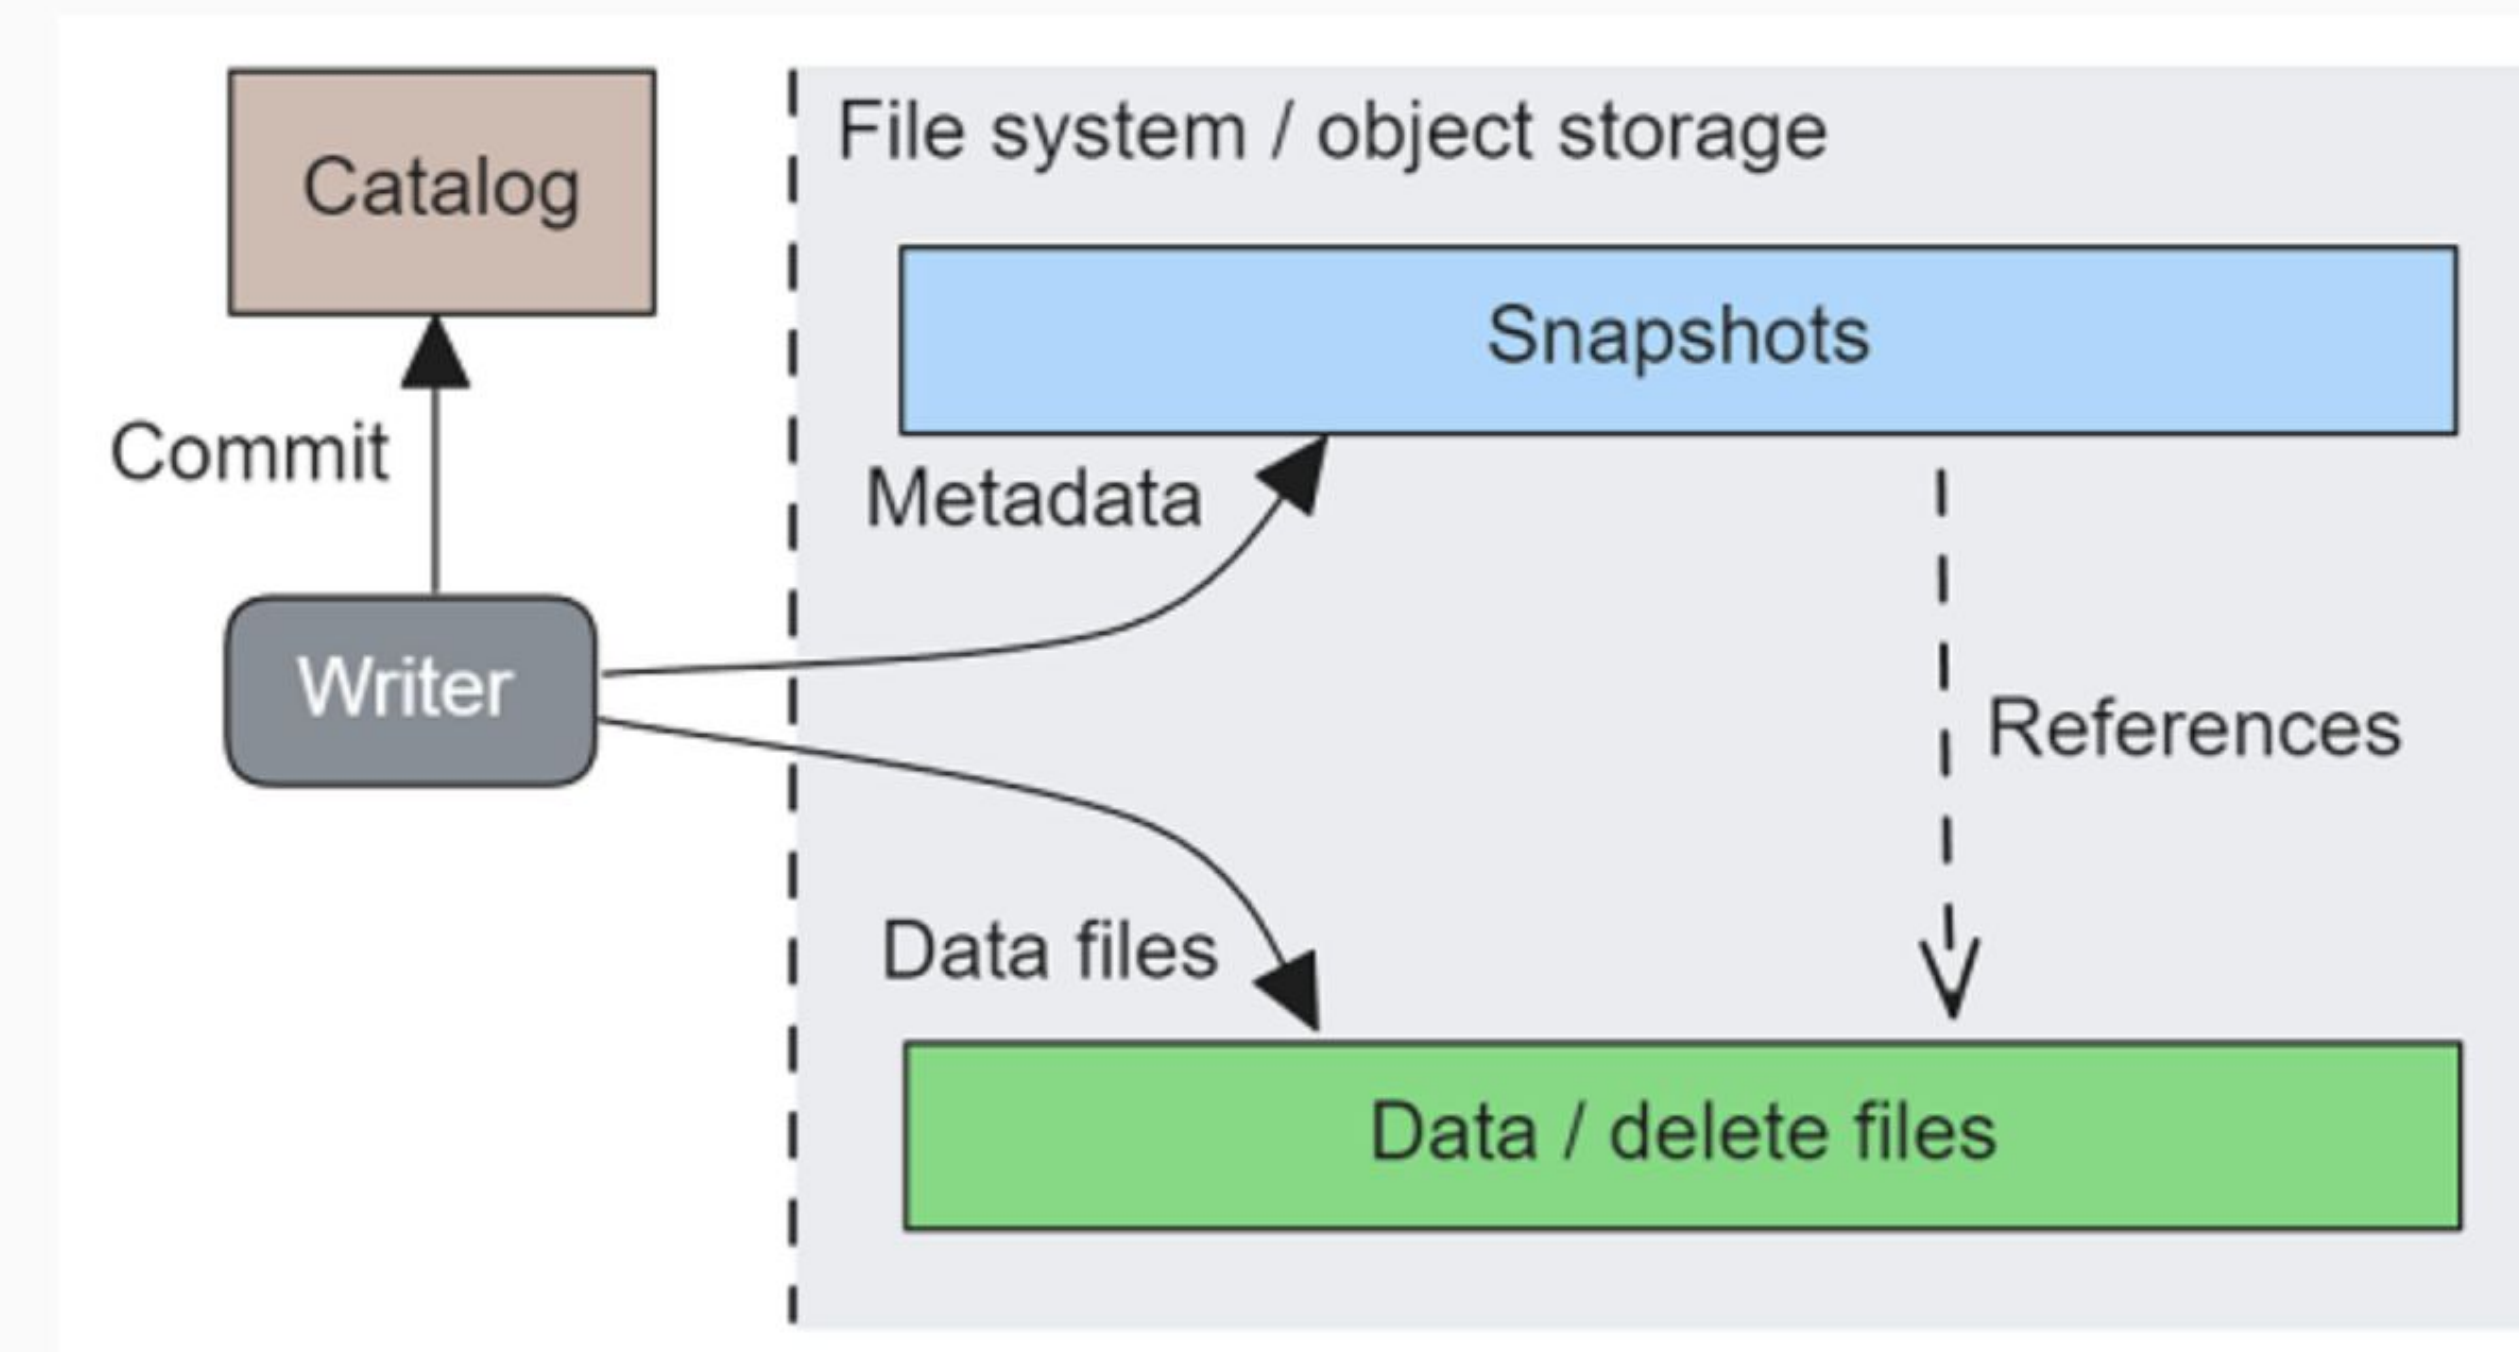 Catalog
File system / object storage
Snapshots
Commit
Metadata
Writer
References
Data files
Data / delete files